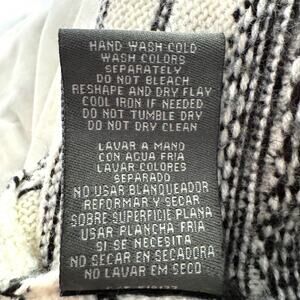 HAND WASH COLD
WASH COLORS
SEPARATELY
DO NOT BLEACH
RESHAPE AND DRY FLAY
COOL IRON IF NEEDED
DO NOT TUMBLE DRY
DO NOT DRY CLEAN
LAVAR A MANO
CON AGUA FRIA
LAVAR COLORES
SEPARADO
NO USAR BLANQUEADOR
REFORMAR Y SECAR
SOBRE SUPERFICIE PLANA
USAR PLANCHA FRIA
SI SE NECESITA
NO SECAR EN SECADORA
NO LAVAR EM SECO